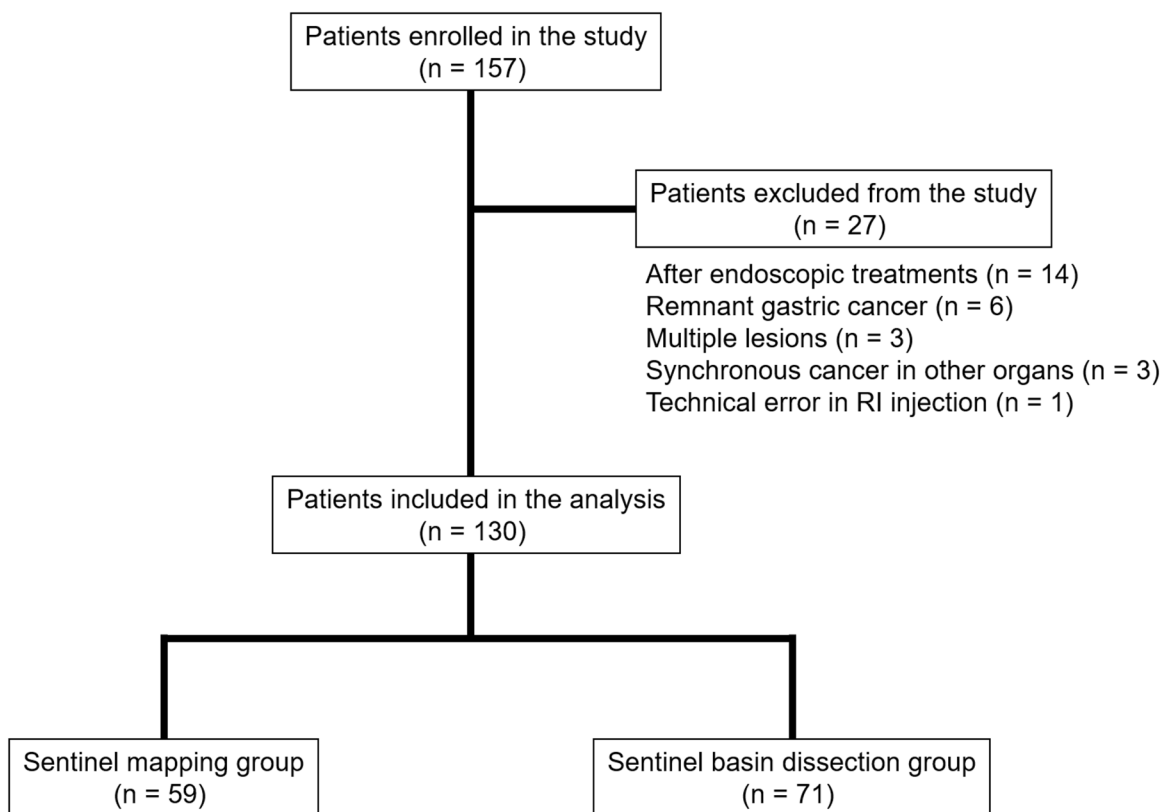 Patients enrolled in the study
(n = 157)
Patients excluded from the study
(n = 27)
After endoscopic treatments (n = 14)
Remnant gastric cancer (n = 6)
Multiple lesions (n = 3)
Synchronous cancer in other organs (n = 3)
Technical error in RI injection (n = 1)
Patients included in the analysis
(n = 130)
Sentinel mapping group
(n = 59)
Sentinel basin dissection group
(n = 71)